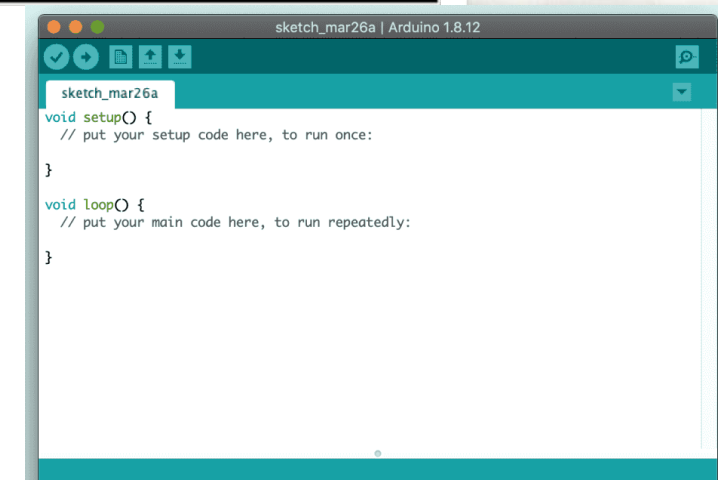 sketch_mar26a | Arduino 1.8.12
sketch_mar26a
void setup() {
  // put your setup code here, to run once:
}
void loop() {
  // put your main code here, to run repeatedly:
}